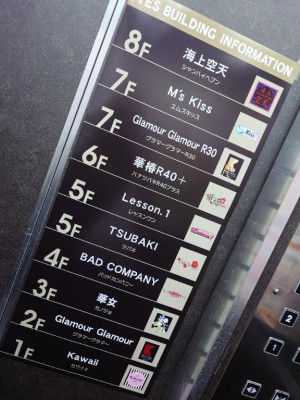 YES BUILDING INFORMATION
8F 海上空天
シャンハイヘブン
7F M's Kiss
エムズキッス
7F Glamour Glamour R30
グラマーグラマーR30
6F 華椿R40+
ハナツバキR40プラス
5F Lesson.1
レッスンワン
5F TSUBAKI
ツバキ
4F BAD COMPANY
バッドカンパニー
3F 華女
カノジョ
2F Glamour Glamour
グラマーグラマー
1F Kawaii
カワイイ
2
1